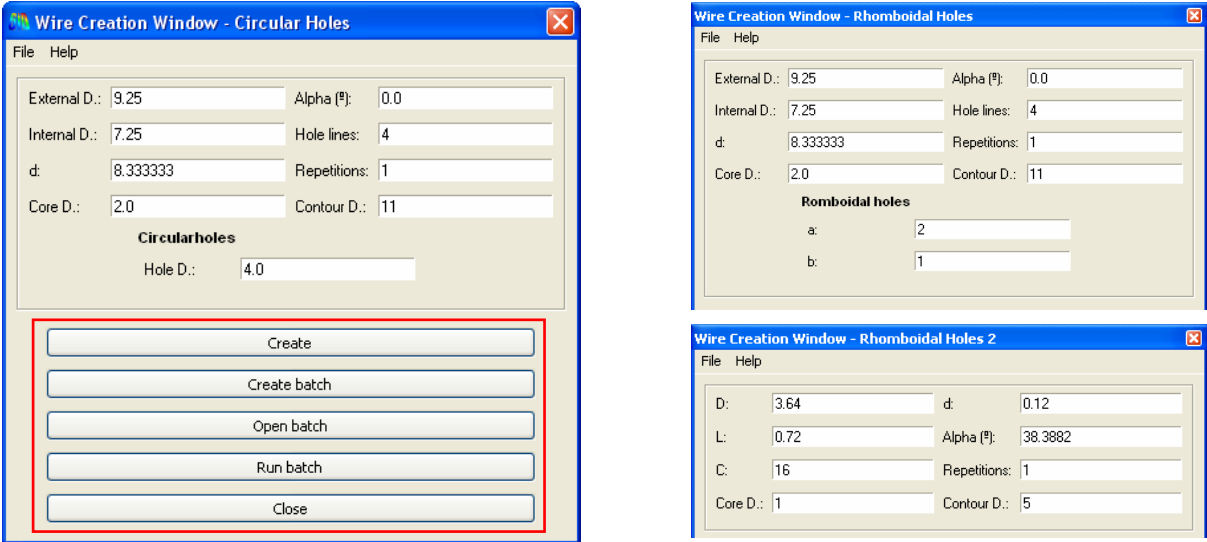 Wire Creation Window - Circular Holes
File Help
External D.: 9.25 Alpha (º): 0.0
Internal D.: 7.25 Hole lines: 4
d: 8.333333 Repetitions: 1
Core D.: 2.0 Contour D.: 11
Circularholes
Hole D.: 4.0
Create
Create batch
Open batch
Run batch
Close
Wire Creation Window - Rhomboidal Holes
File Help
External D.: 9.25 Alpha (º): 0.0
Internal D.: 7.25 Hole lines: 4
d: 8.333333 Repetitions: 1
Core D.: 2.0 Contour D.: 11
Romboidal holes
a: 2
b: 1
Wire Creation Window - Rhomboidal Holes 2
File Help
D: 3.64 d: 0.12
L: 0.72 Alpha (º): 38.3882
C: 16 Repetitions: 1
Core D.: 1 Contour D.: 5